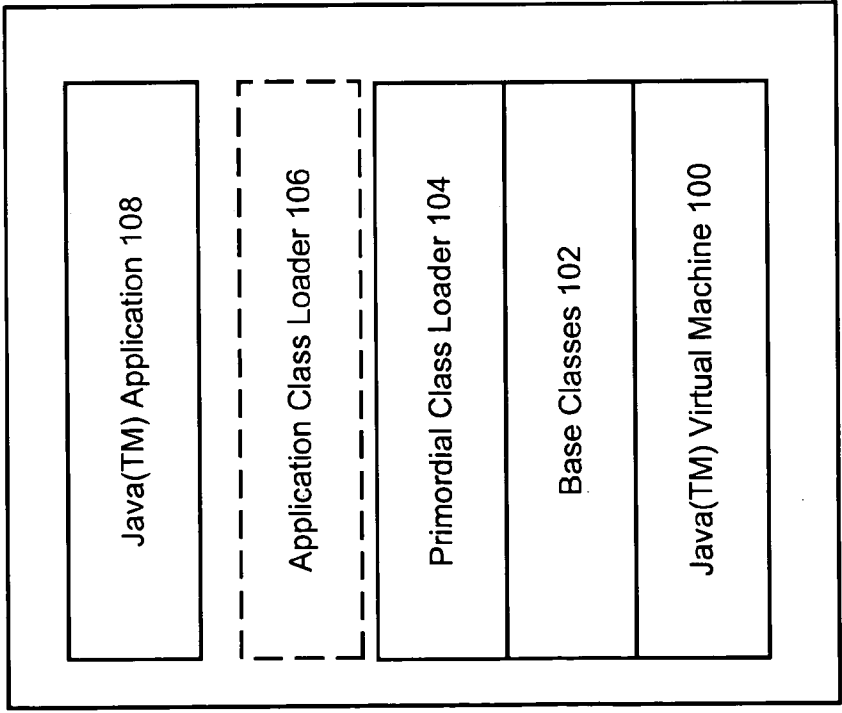 Java(TM) Application 108
Application Class Loader 106
Primordial Class Loader 104
Base Classes 102
Java(TM) Virtual Machine 100